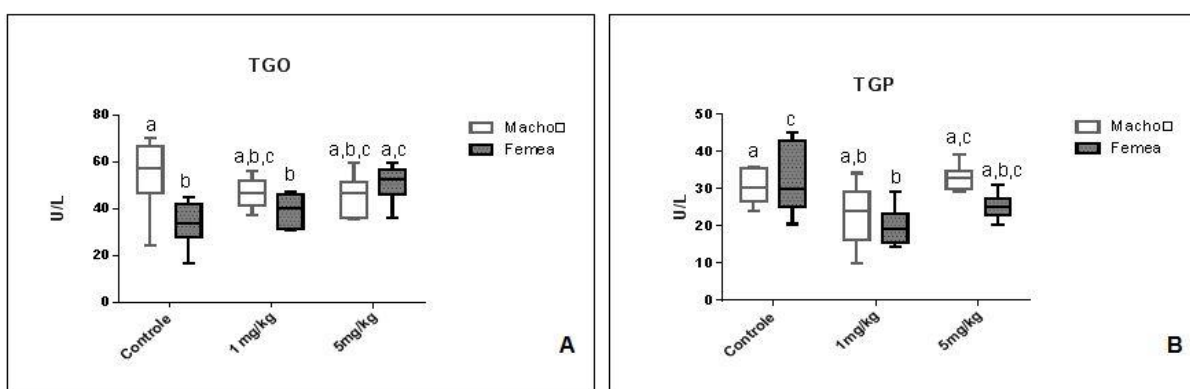 TGO
80
60
40
20
0
U/L
a
b
a,b,c
b
a,b,c
a,c
Macho□
Femea
Controle
1 mg/kg
5mg/kg
A
TGP
50
40
30
20
10
0
U/L
a
c
a,b
b
a,c
a,b,c
Macho□
Femea
Controle
1mg/kg
5mg/kg
B